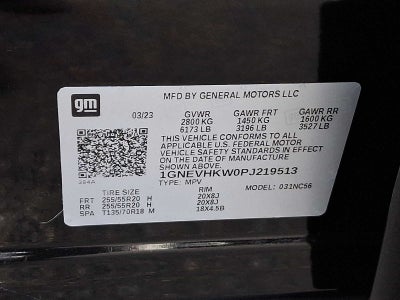 gm
MFD BY GENERAL MOTORS LLC
03/23 GVWR GAWR FRT GAWR RR
2800 KG 1450 KG 1600 KG
6173 LB 3196 LB 3527 LB
THIS VEHICLE CONFORMS TO ALL
APPLICABLE U.S. FEDERAL MOTOR
VEHICLE SAFETY STANDARDS IN EFFECT
ON THE DATE OF MANUFACTURE
SHOWN ABOVE.
1GNEVHKW0PJ219513
TYPE: MPV MODEL: 031NC56
TIRE SIZE RIM
FRT 255/55R20 H 20X8J
RR 255/55R20 H 20X8J
SPA T135/70R18 M 18X4.5B